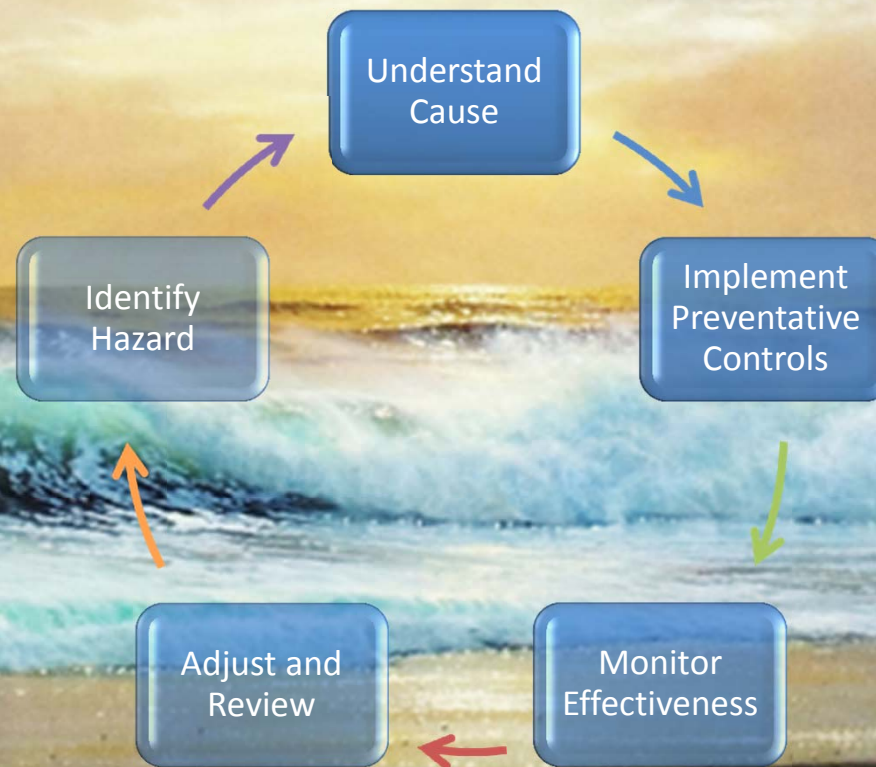 Understand
Cause
Implement
Preventative
Controls
Monitor
Effectiveness
Adjust and
Review
Identify
Hazard